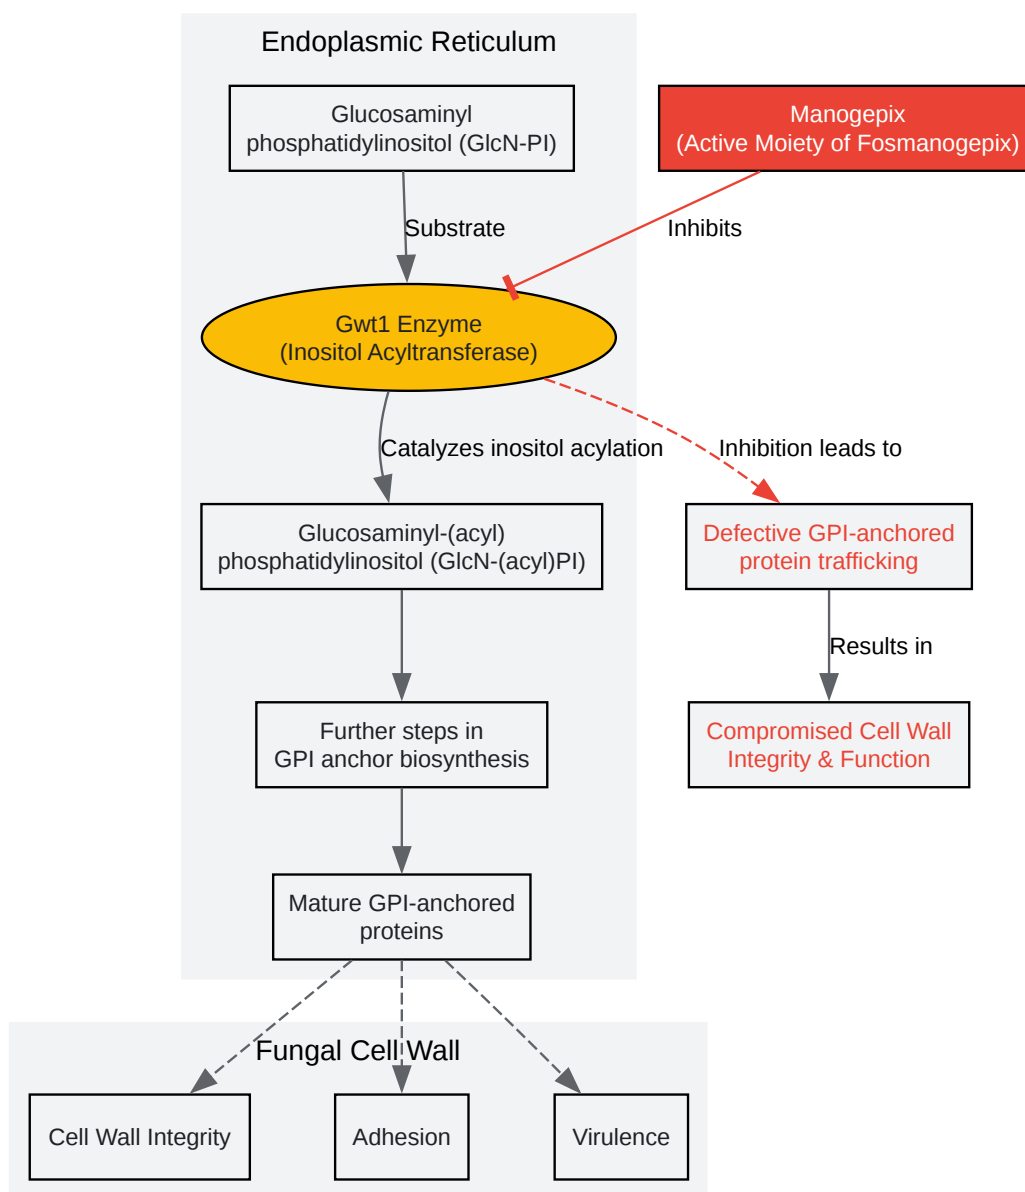 Endoplasmic Reticulum
Glucosaminyl
phosphatidylinositol (GlcN-PI)
Manogepix
(Active Moiety of Fosmanogepix)
Substrate
Inhibits
Gwt1 Enzyme
(Inositol Acyltransferase)
Catalyzes inositol acylation
Inhibition leads to
Glucosaminyl-(acyl)
phosphatidylinositol (GlcN-(acyl)PI)
Defective GPI-anchored
protein trafficking
Results in
Further steps in
GPI anchor biosynthesis
Compromised Cell Wall
Integrity & Function
Mature GPI-anchored
proteins
Fungal Cell Wall
Cell Wall Integrity
Adhesion
Virulence